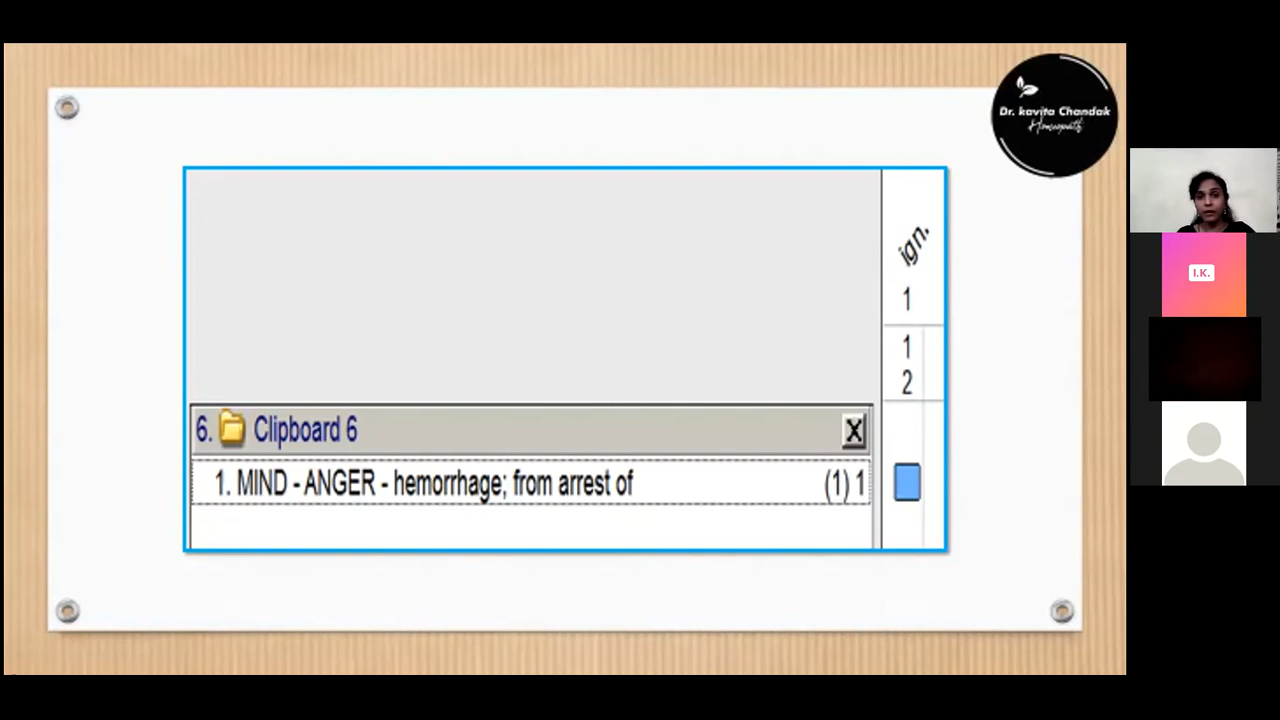 Dr. kavita Chandak
Homeopath
ign.
1
1
2
6. Clipboard 6 X
1. MIND - ANGER - hemorrhage; from arrest of (1) 1
I.K.